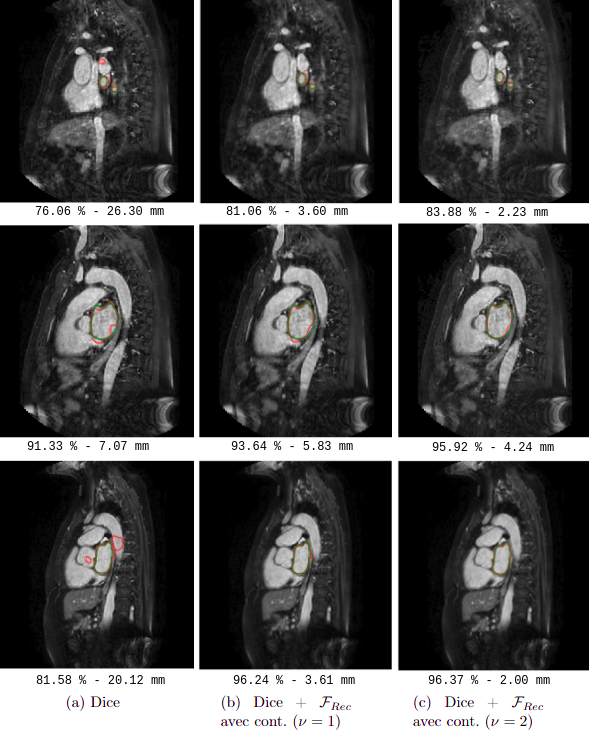 76.06 % - 26.30 mm
81.06 % - 3.60 mm
83.88 % - 2.23 mm
91.33 % - 7.07 mm
93.64 % - 5.83 mm
95.92 % - 4.24 mm
81.58 % - 20.12 mm
96.24 % - 3.61 mm
96.37 % - 2.00 mm
(a) Dice
(b) Dice + F_Rec
avec cont. (ν = 1)
(c) Dice + F_Rec
avec cont. (ν = 2)